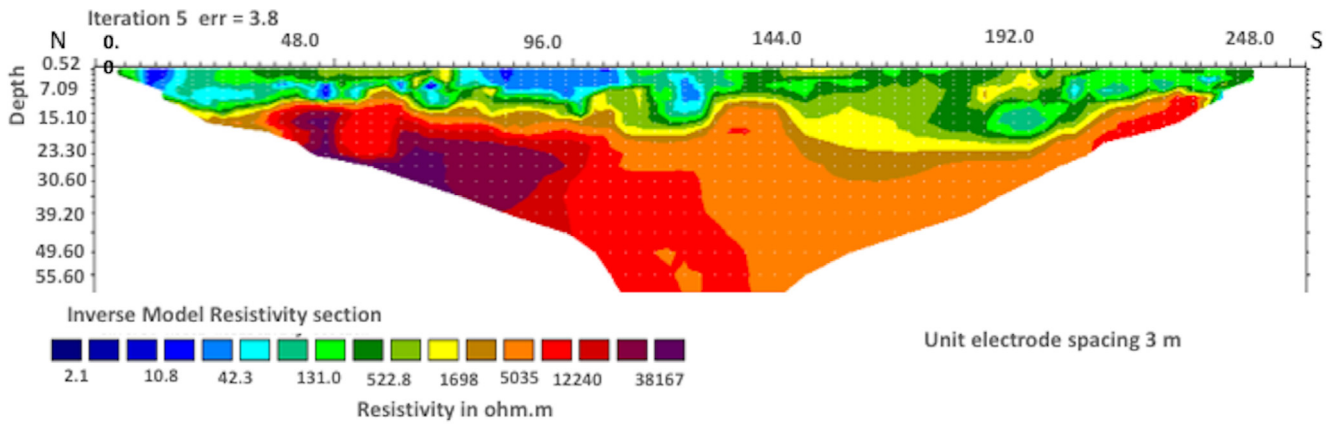 Iteration 5 err = 3.8
N 0. 48.0 96.0 144.0 192.0 248.0 S
Depth
0.52 0
7.09
15.10
23.30
30.60
39.20
49.60
55.60
Inverse Model Resistivity section
Unit electrode spacing 3 m
2.1 10.8 42.3 131.0 522.8 1698 5035 12240 38167
Resistivity in ohm.m